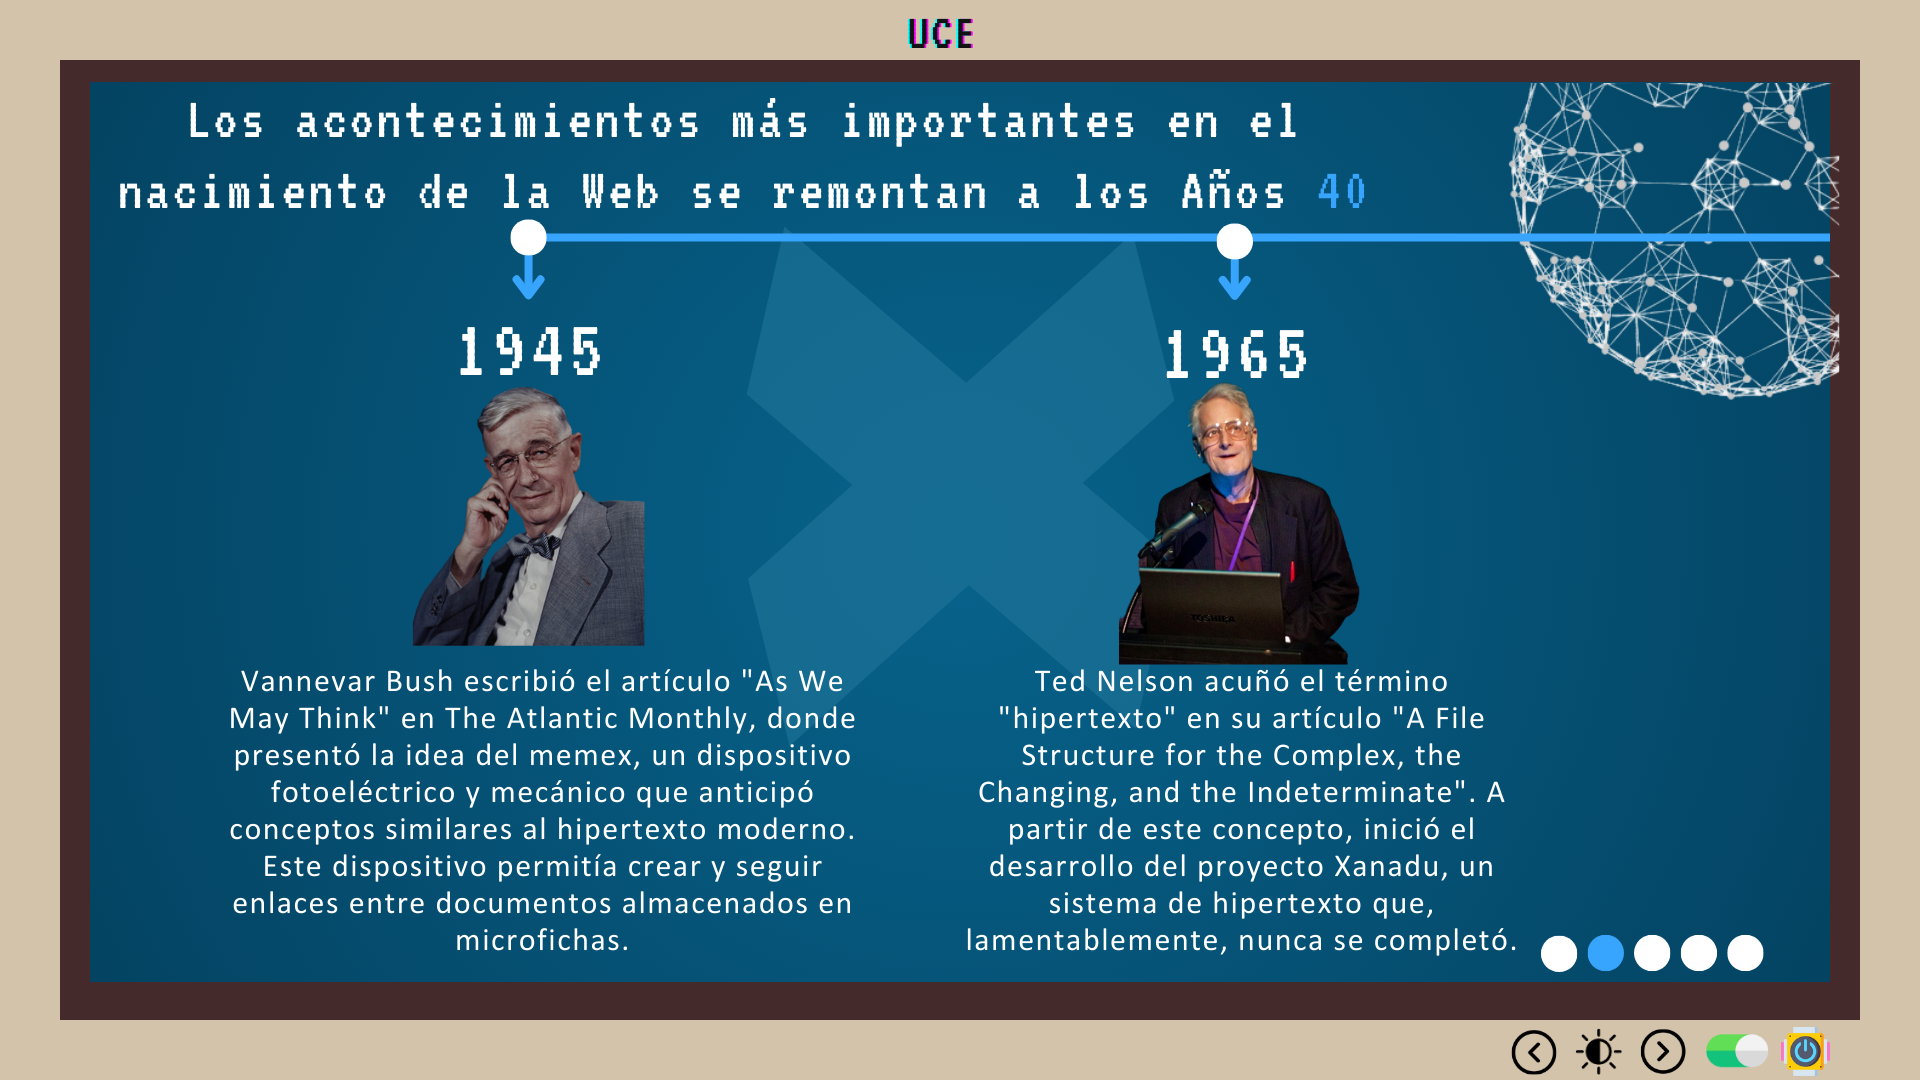 UCE
Los acontecimientos más importantes en el
nacimiento de la Web se remontan a los Años 40
1945
Vannevar Bush escribió el artículo "As We
May Think" en The Atlantic Monthly, donde
presentó la idea del memex, un dispositivo
fotoeléctrico y mecánico que anticipó
conceptos similares al hipertexto moderno.
Este dispositivo permitía crear y seguir
enlaces entre documentos almacenados en
microfichas.
1965
TOSHIBA
Ted Nelson acuñó el término
"hipertexto" en su artículo "A File
Structure for the Complex, the
Changing, and the Indeterminate". A
partir de este concepto, inició el
desarrollo del proyecto Xanadu, un
sistema de hipertexto que,
lamentablemente, nunca se completó.